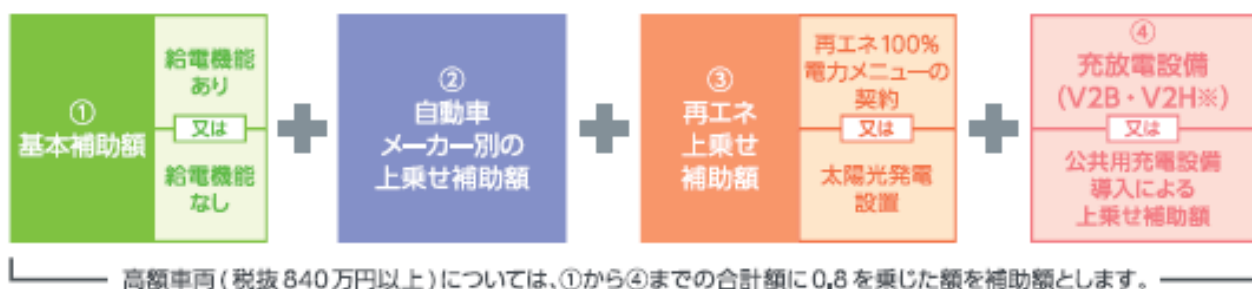 ①
基本補助額
給電機能
あり
又は
給電機能
なし
②
自動車
メーカー別の
上乗せ補助額
③
再エネ
上乗せ
補助額
再エネ100%
電力メニューの
契約
又は
太陽光発電
設置
④
充放電設備
(V2B・V2H※)
又は
公共用充電設備
導入による
上乗せ補助額
高額車両(税抜840万円以上)については、①から④までの合計額に0.8を乗じた額を補助額とします。